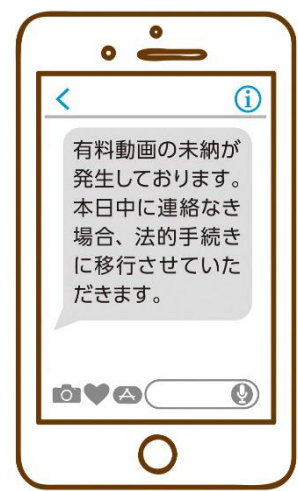 有料動画の未納が
発生しております。
本日中に連絡なき
場合、法的手続き
に移行させていた
だきます。